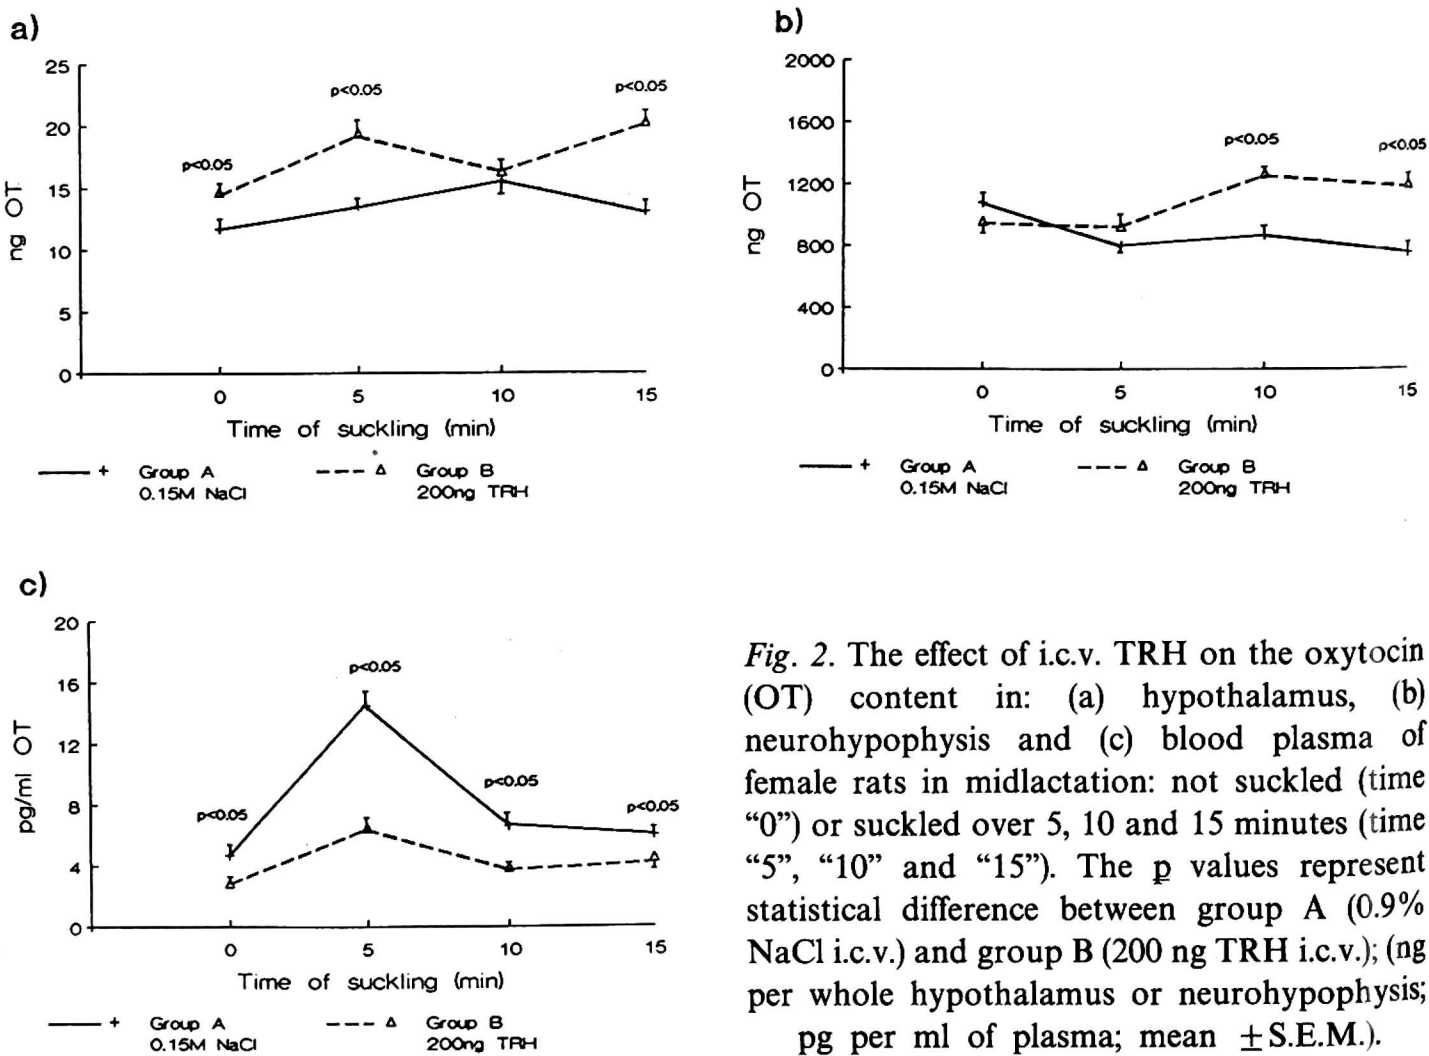 a)
25
20
15
10
5
0
ng OT
p<0.05
p<0.05
p<0.05
0 5 10 15
Time of suckling (min)
+ Group A
0.15M NaCl
Δ Group B
200ng TRH
b)
2000
1600
1200
800
400
0
ng OT
p<0.05
p<0.05
0 5 10 15
Time of suckling (min)
+ Group A
0.15M NaCl
Δ Group B
200ng TRH
c)
20
16
12
8
4
0
pg/ml OT
p<0.05
p<0.05
p<0.05
p<0.05
0 5 10 15
Time of suckling (min)
+ Group A
0.15M NaCl
Δ Group B
200ng TRH
Fig. 2. The effect of i.c.v. TRH on the oxytocin
(OT) content in: (a) hypothalamus, (b)
neurohypophysis and (c) blood plasma of
female rats in midlactation: not suckled (time
“0”) or suckled over 5, 10 and 15 minutes (time
“5”, “10” and “15”). The p values represent
statistical difference between group A (0.9%
NaCl i.c.v.) and group B (200 ng TRH i.c.v.); (ng
per whole hypothalamus or neurohypophysis;
pg per ml of plasma; mean ±S.E.M.).